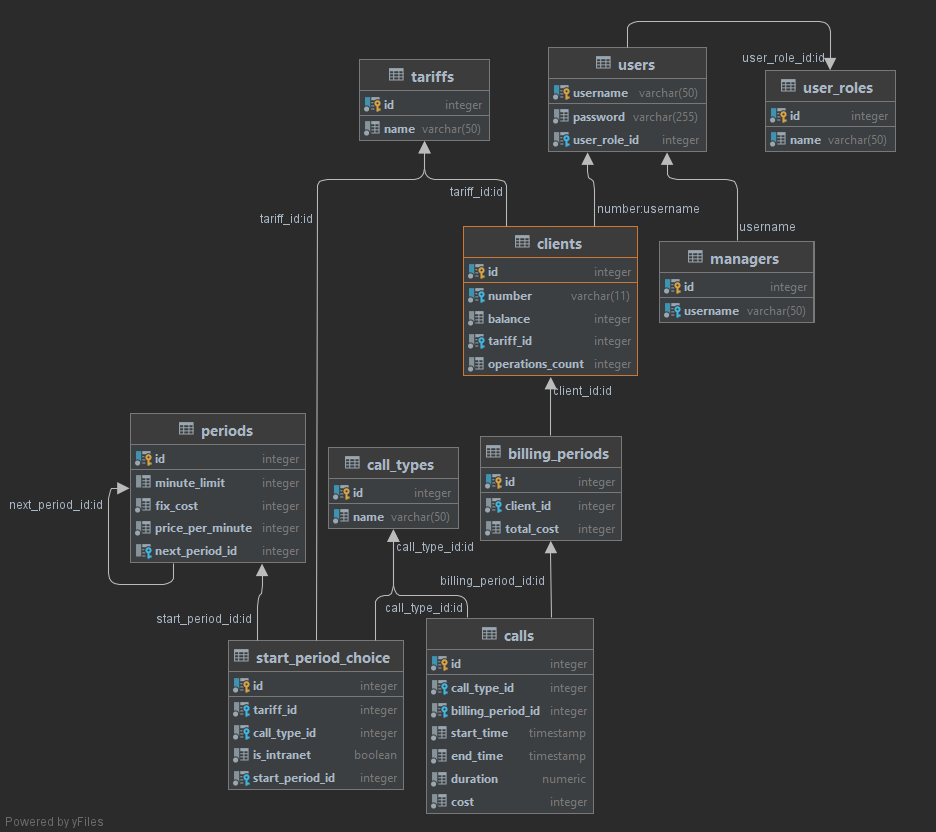 user_role_id:id
tariffs
id integer
name varchar(50)
users
username varchar(50)
password varchar(255)
user_role_id integer
user_roles
id integer
name varchar(50)
tariff_id:id
tariff_id:id
number:username
username
clients
id integer
number varchar(11)
balance integer
tariff_id integer
operations_count integer
managers
id integer
username varchar(50)
client_id:id
periods
id integer
minute_limit integer
fix_cost integer
price_per_minute integer
next_period_id integer
next_period_id:id
call_types
id integer
name varchar(50)
billing_periods
id integer
client_id integer
total_cost integer
call_type_id:id
billing_period_id:id
call_type_id:id
start_period_id:id
start_period_choice
id integer
tariff_id integer
call_type_id integer
is_intranet boolean
start_period_id integer
calls
id integer
call_type_id integer
billing_period_id integer
start_time timestamp
end_time timestamp
duration numeric
cost integer
Powered by yFiles